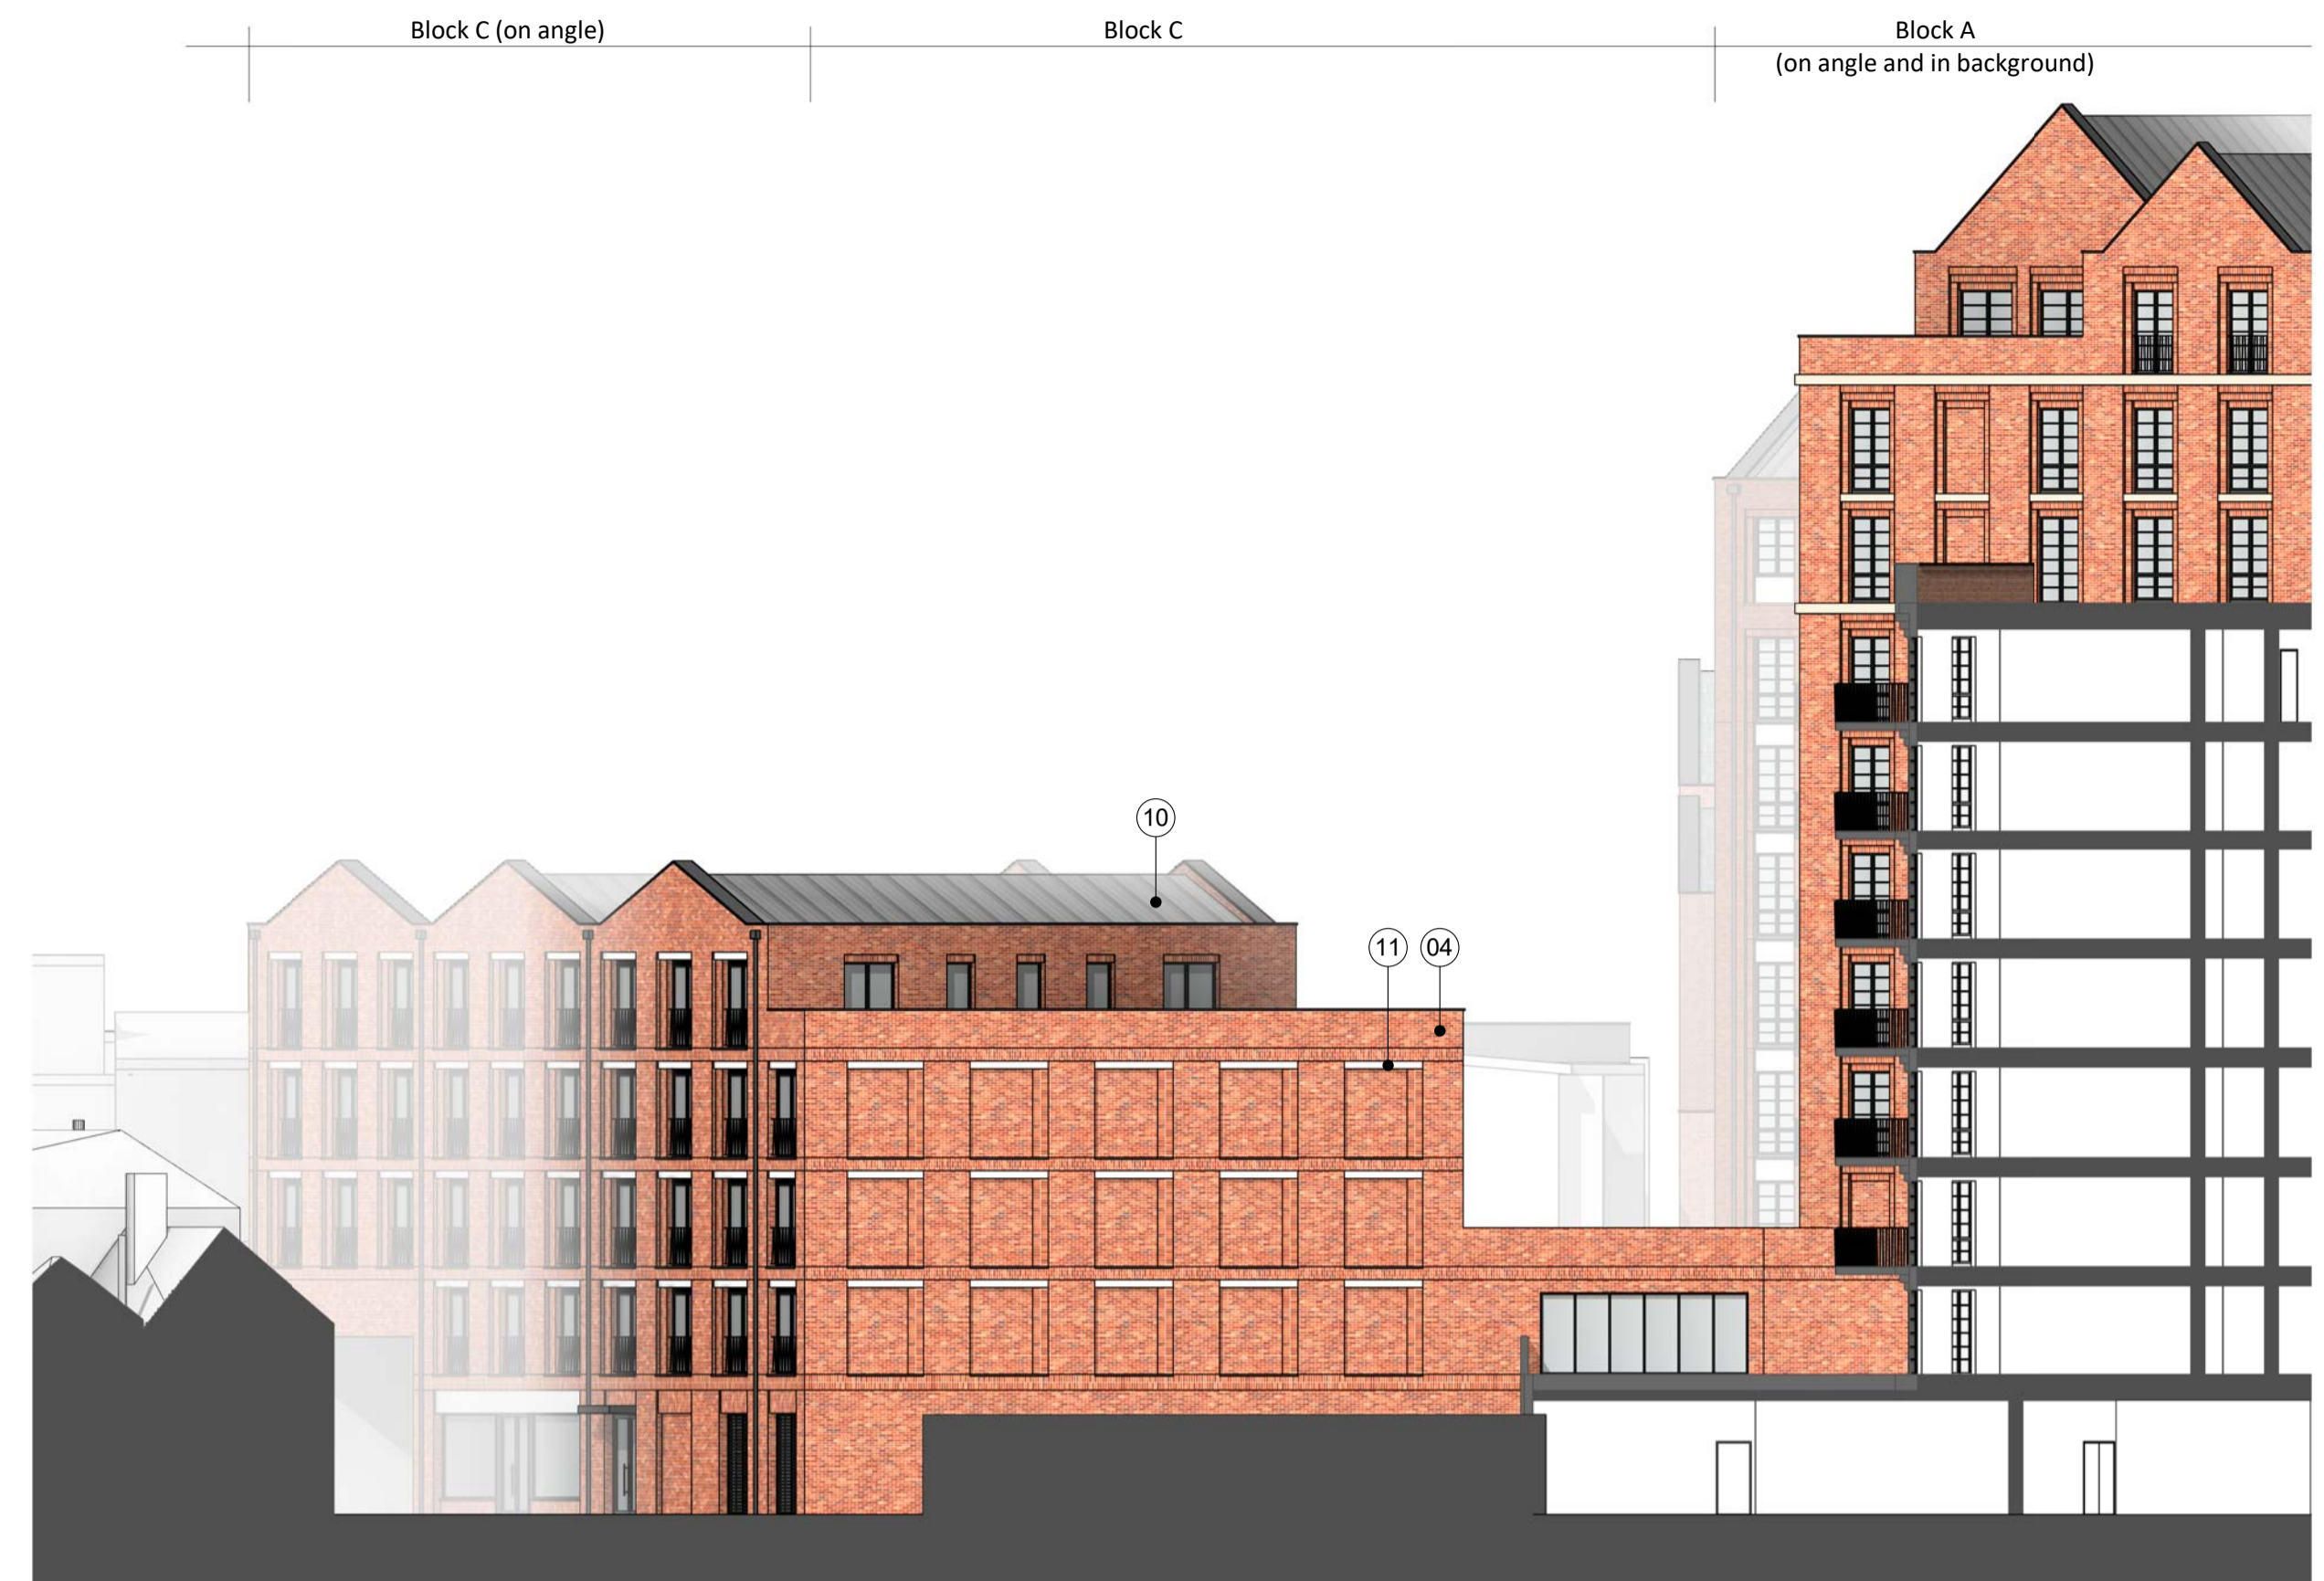 Block C (on angle)
Block C
Block A
(on angle and in background)
10
11
04